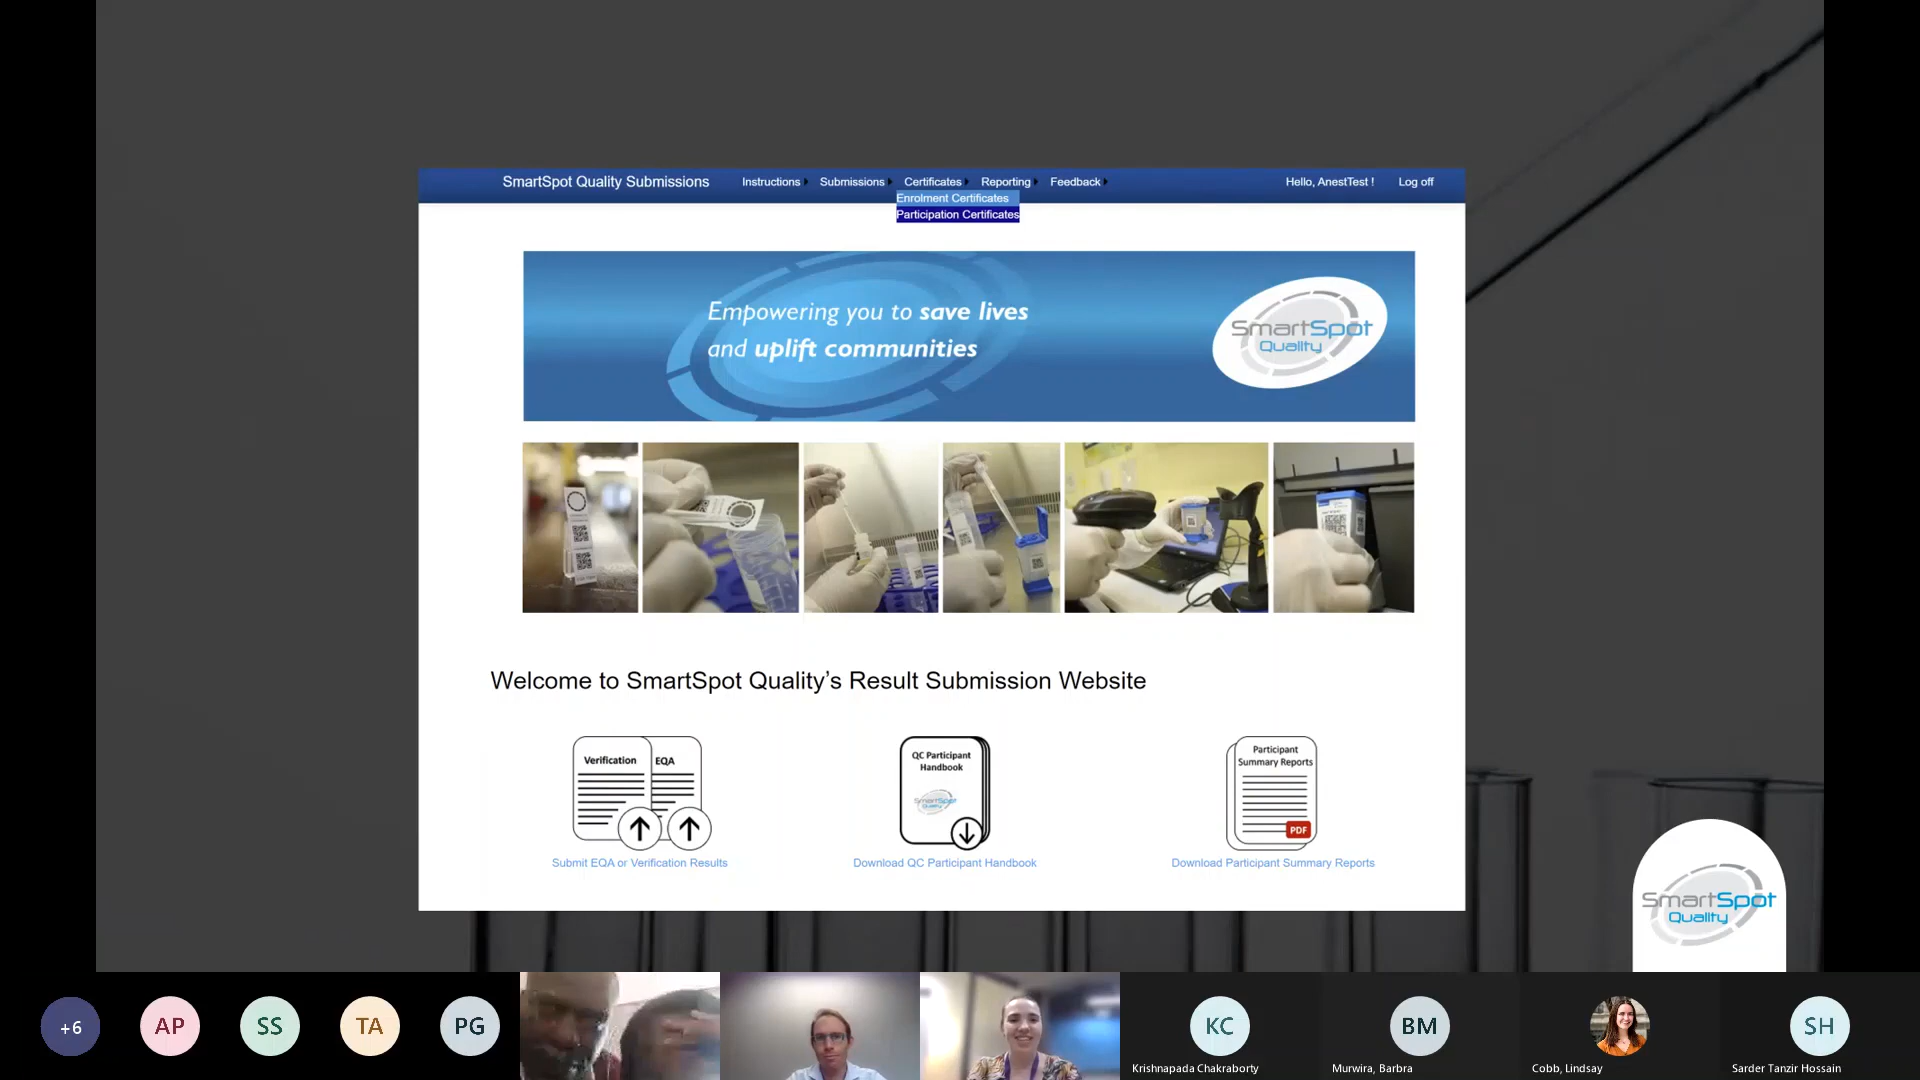 SmartSpot Quality Submissions
Instructions
Submissions
Certificates
Reporting
Feedback
Hello, AnestTest !
Log off
Enrolment Certificates
Participation Certificates
Empowering you to save lives
and uplift communities
SmartSpot
Quality
Welcome to SmartSpot Quality’s Result Submission Website
Verification
EQA
QC Participant
Handbook
SmartSpot
Quality
Participant
Summary Reports
PDF
Submit EQA or Verification Results
Download QC Participant Handbook
Download Participant Summary Reports
SmartSpot
Quality
+6
AP
SS
TA
PG
KC
BM
SH
Krishnapada Chakraborty
Murwira, Barbra
Cobb, Lindsay
Sarder Tanzir Hossain